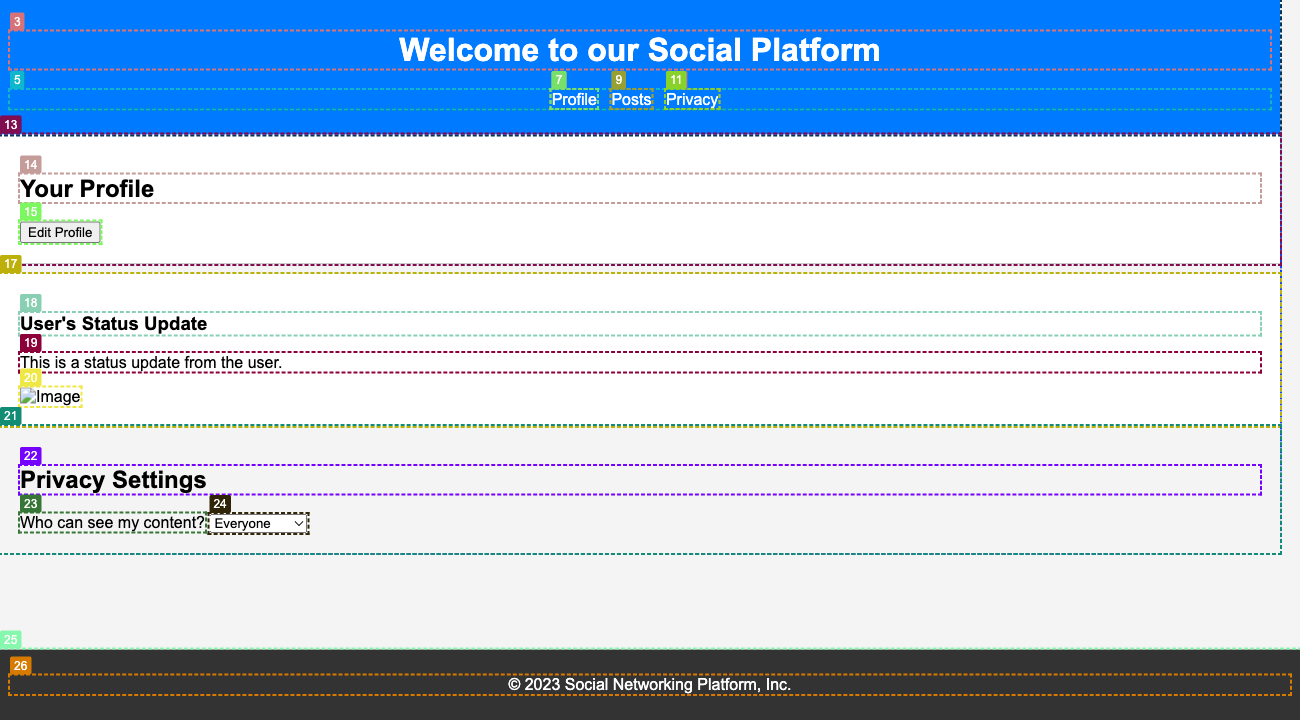 3
Welcome to our Social Platform
5 7 9 11
Profile Posts Privacy
13
14
Your Profile
15
Edit Profile
17
18
User's Status Update
19
This is a status update from the user.
20
Image
21
22
Privacy Settings
23 24
Who can see my content? Everyone
25
26
© 2023 Social Networking Platform, Inc.